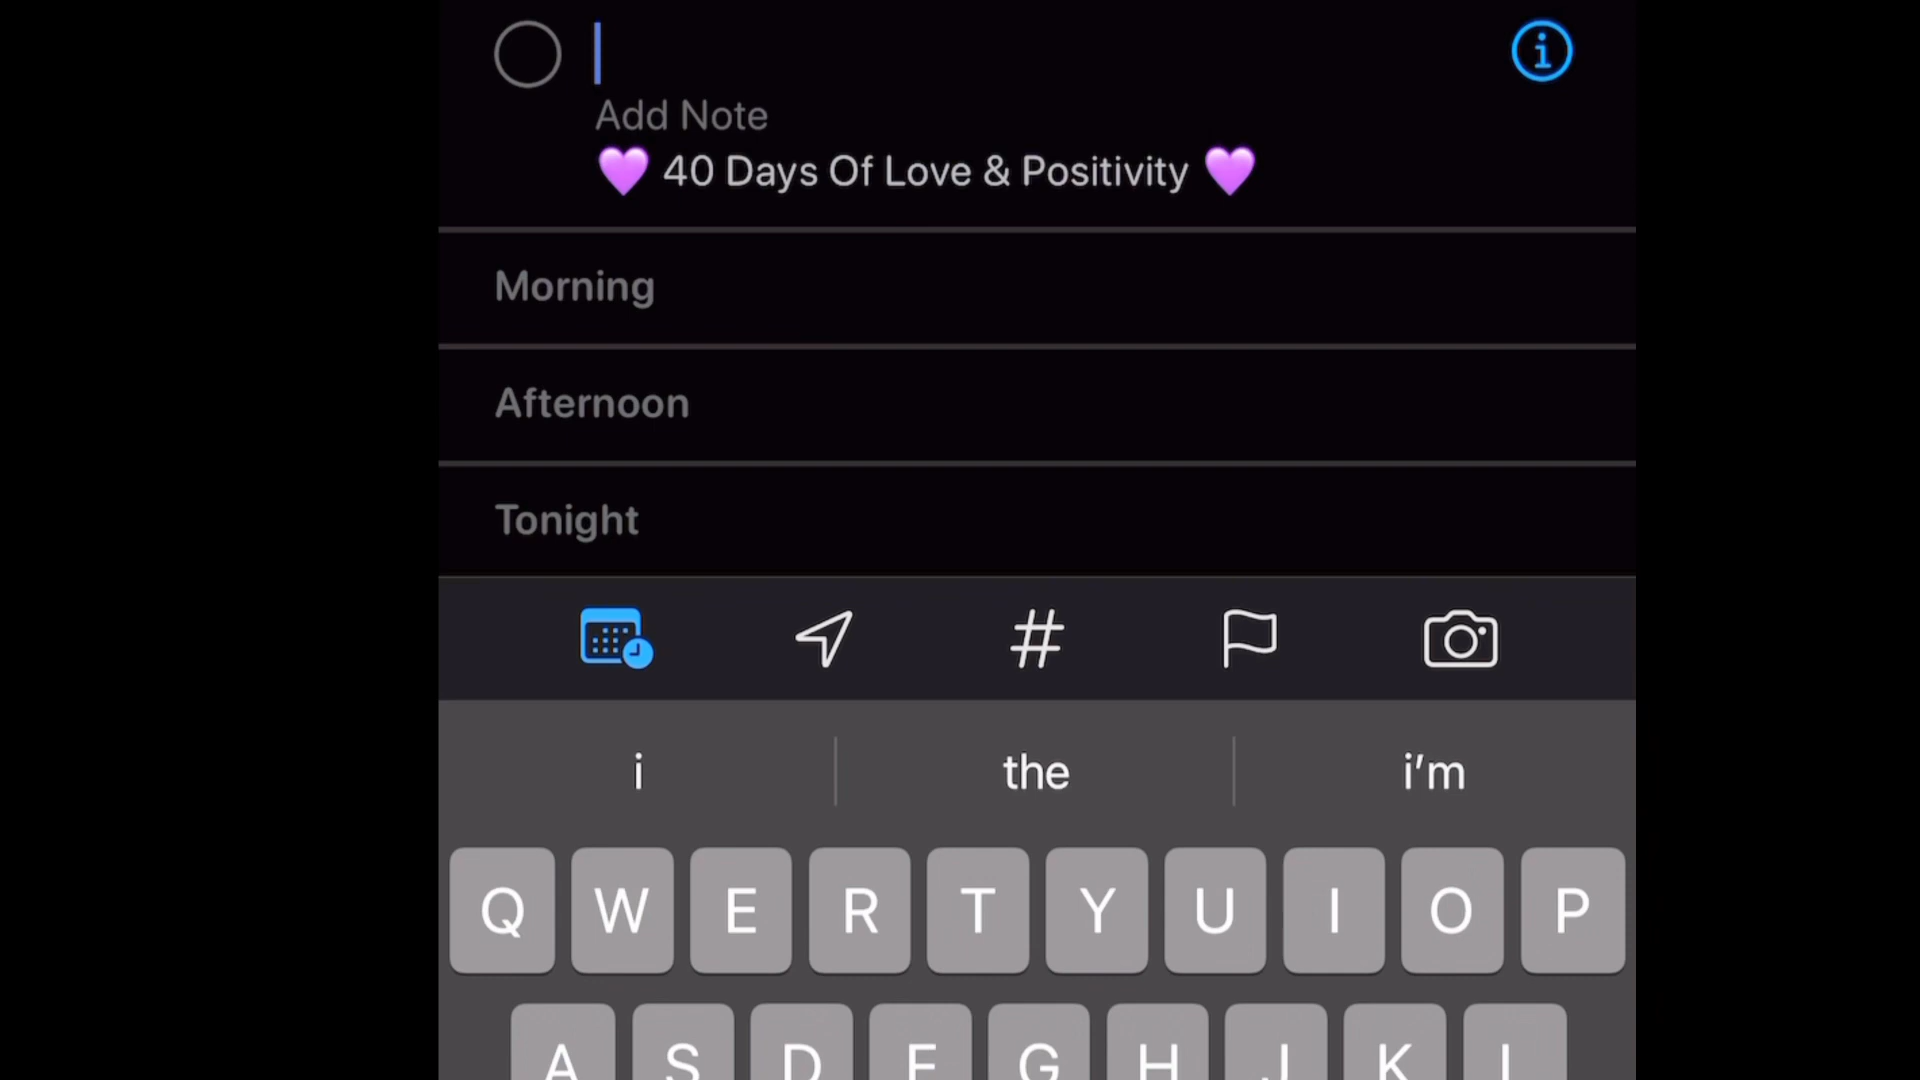 Add Note
💜 40 Days Of Love & Positivity 💜
Morning
Afternoon
Tonight
i the i'm
Q W E R T Y U I O P
A S D F G H J K L